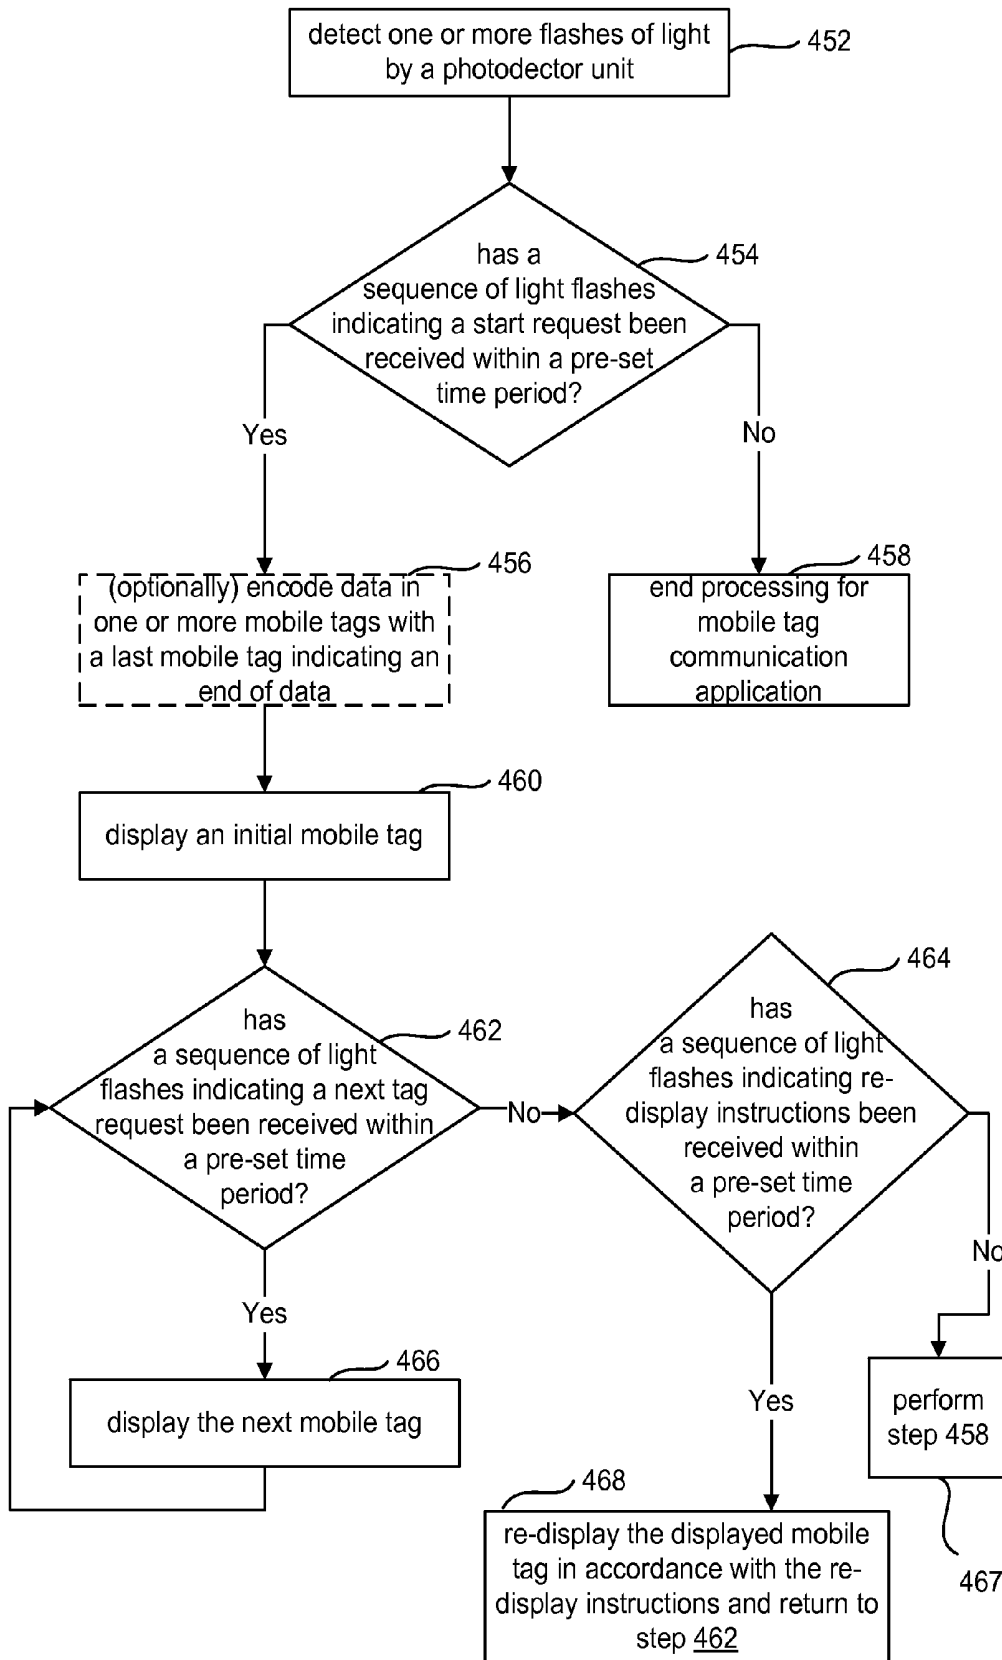 detect one or more flashes of light
by a photodector unit
452
has a
sequence of light flashes
indicating a start request been
received within a pre-set
time period?
454
Yes
No
456
(optionally) encode data in
one or more mobile tags with
a last mobile tag indicating an
end of data
458
end processing for
mobile tag
communication
application
460
display an initial mobile tag
has
a sequence of light
flashes indicating a next tag
request been received within
a pre-set time
period?
462
No
464
has
a sequence of light
flashes indicating re-
display instructions been
received within
a pre-set time
period?
No
Yes
466
display the next mobile tag
Yes
perform
step 458
467
468
re-display the displayed mobile
tag in accordance with the re-
display instructions and return to
step 462